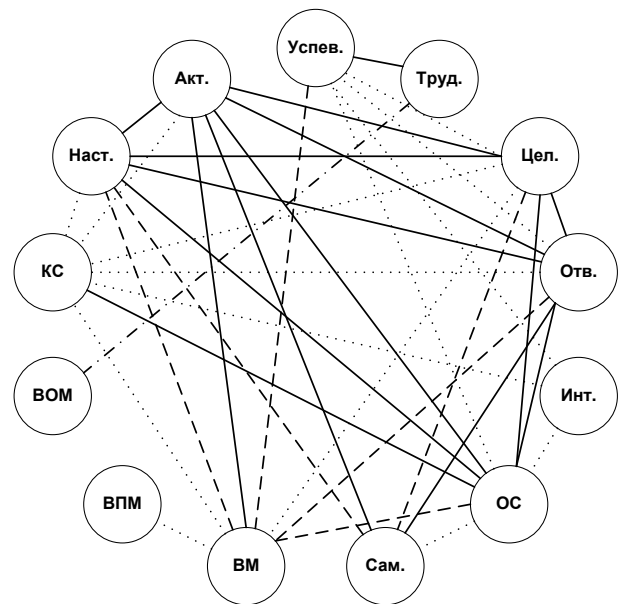 Успев.
Акт.
Труд.
Наст.
Цел.
КС
Отв.
ВОМ
Инт.
ВПМ
ОС
ВМ
Сам.